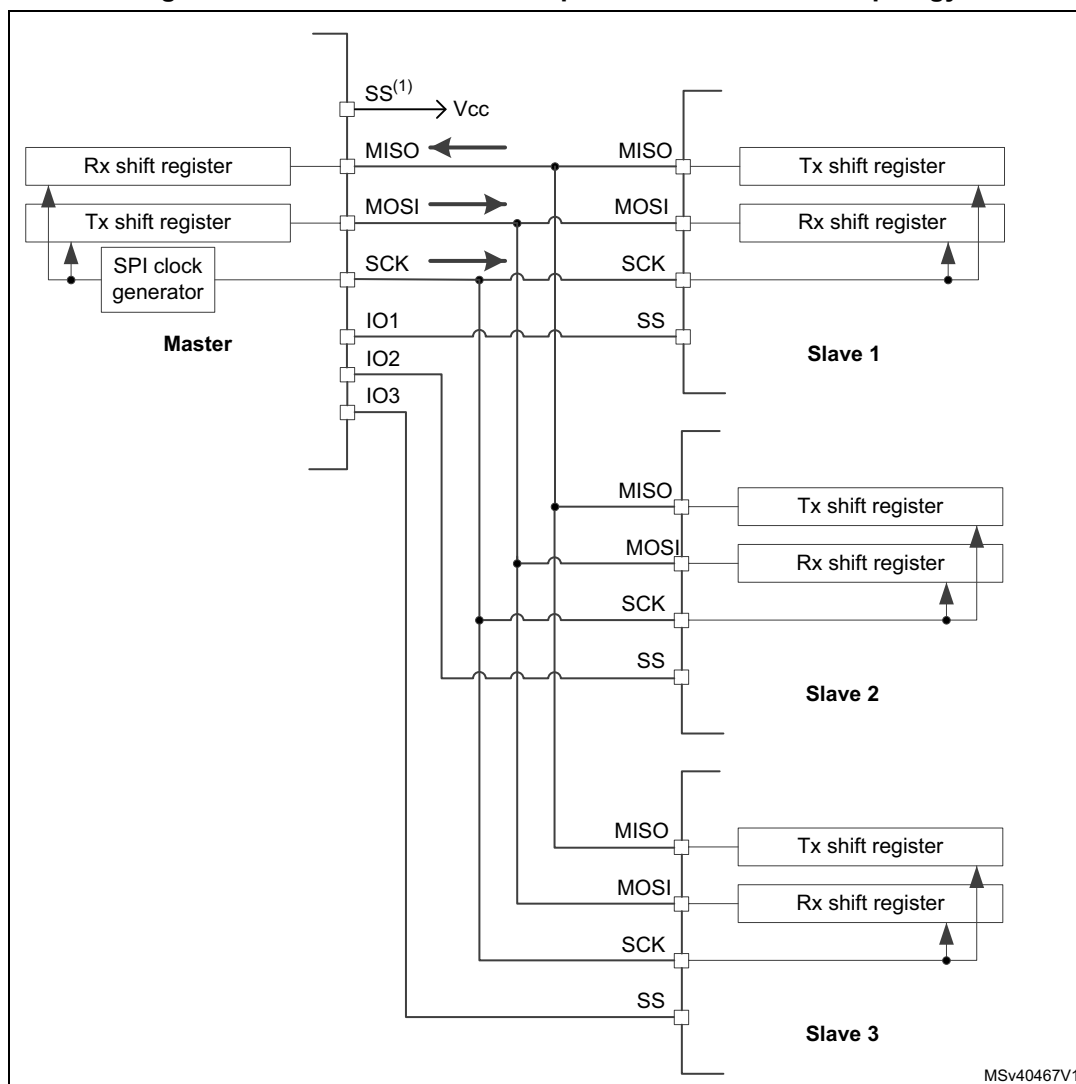 SS(1)
Vcc
MISO
MISO
Rx shift register
Tx shift register
MOSI
MOSI
Tx shift register
Rx shift register
SCK
SCK
SPI clock
generator
IO1
SS
Master
Slave 1
IO2
IO3
MISO
Tx shift register
MOSI
Rx shift register
SCK
SS
Slave 2
MISO
Tx shift register
MOSI
Rx shift register
SCK
SS
Slave 3
MSv40467V1